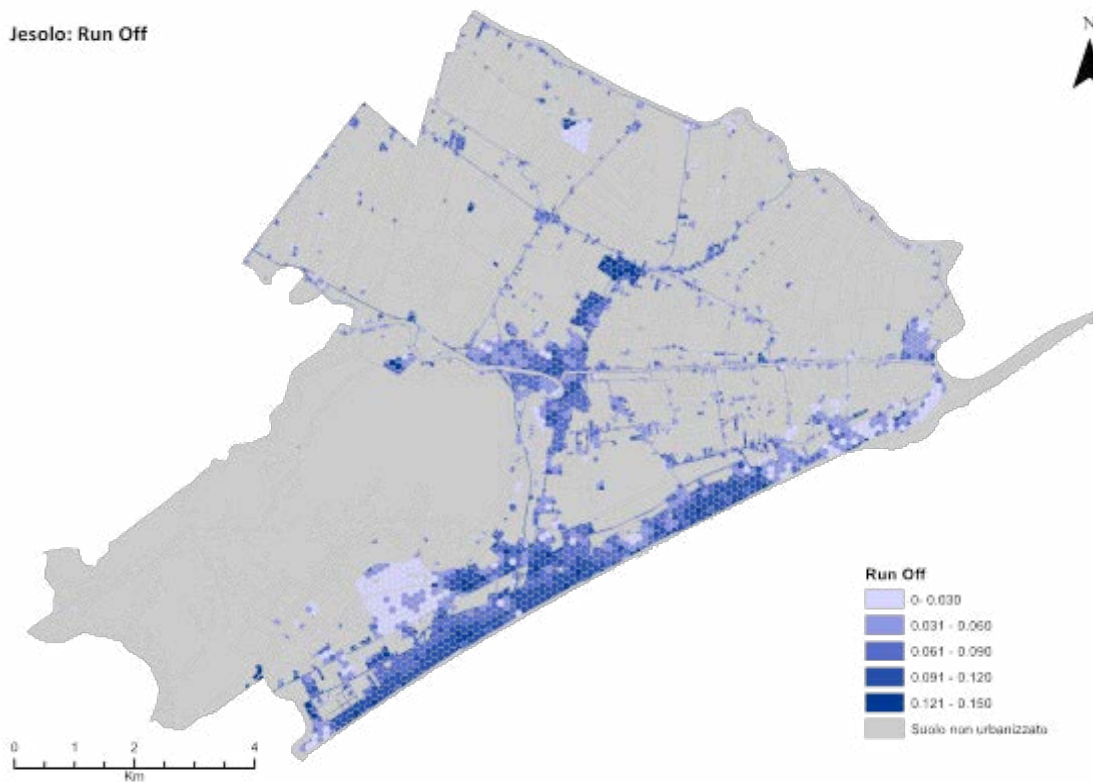 Jesolo: Run Off
N
Run Off
0- 0.030
0.031 - 0.060
0.061 - 0.090
0.091 - 0.120
0.121 - 0.150
Suolo non urbanizzato
0 1 2 4
Km